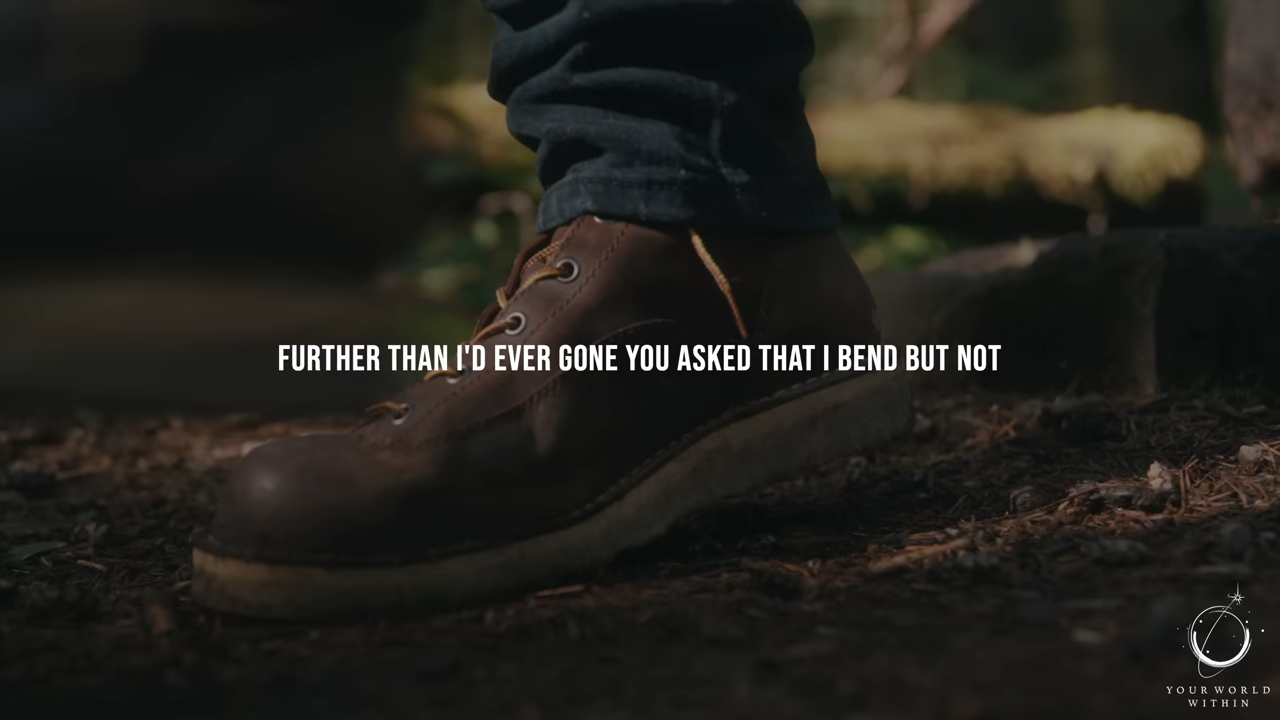 FURTHER THAN I'D EVER GONE YOU ASKED THAT I BEND BUT NOT
YOUR WORLD
WITHIN